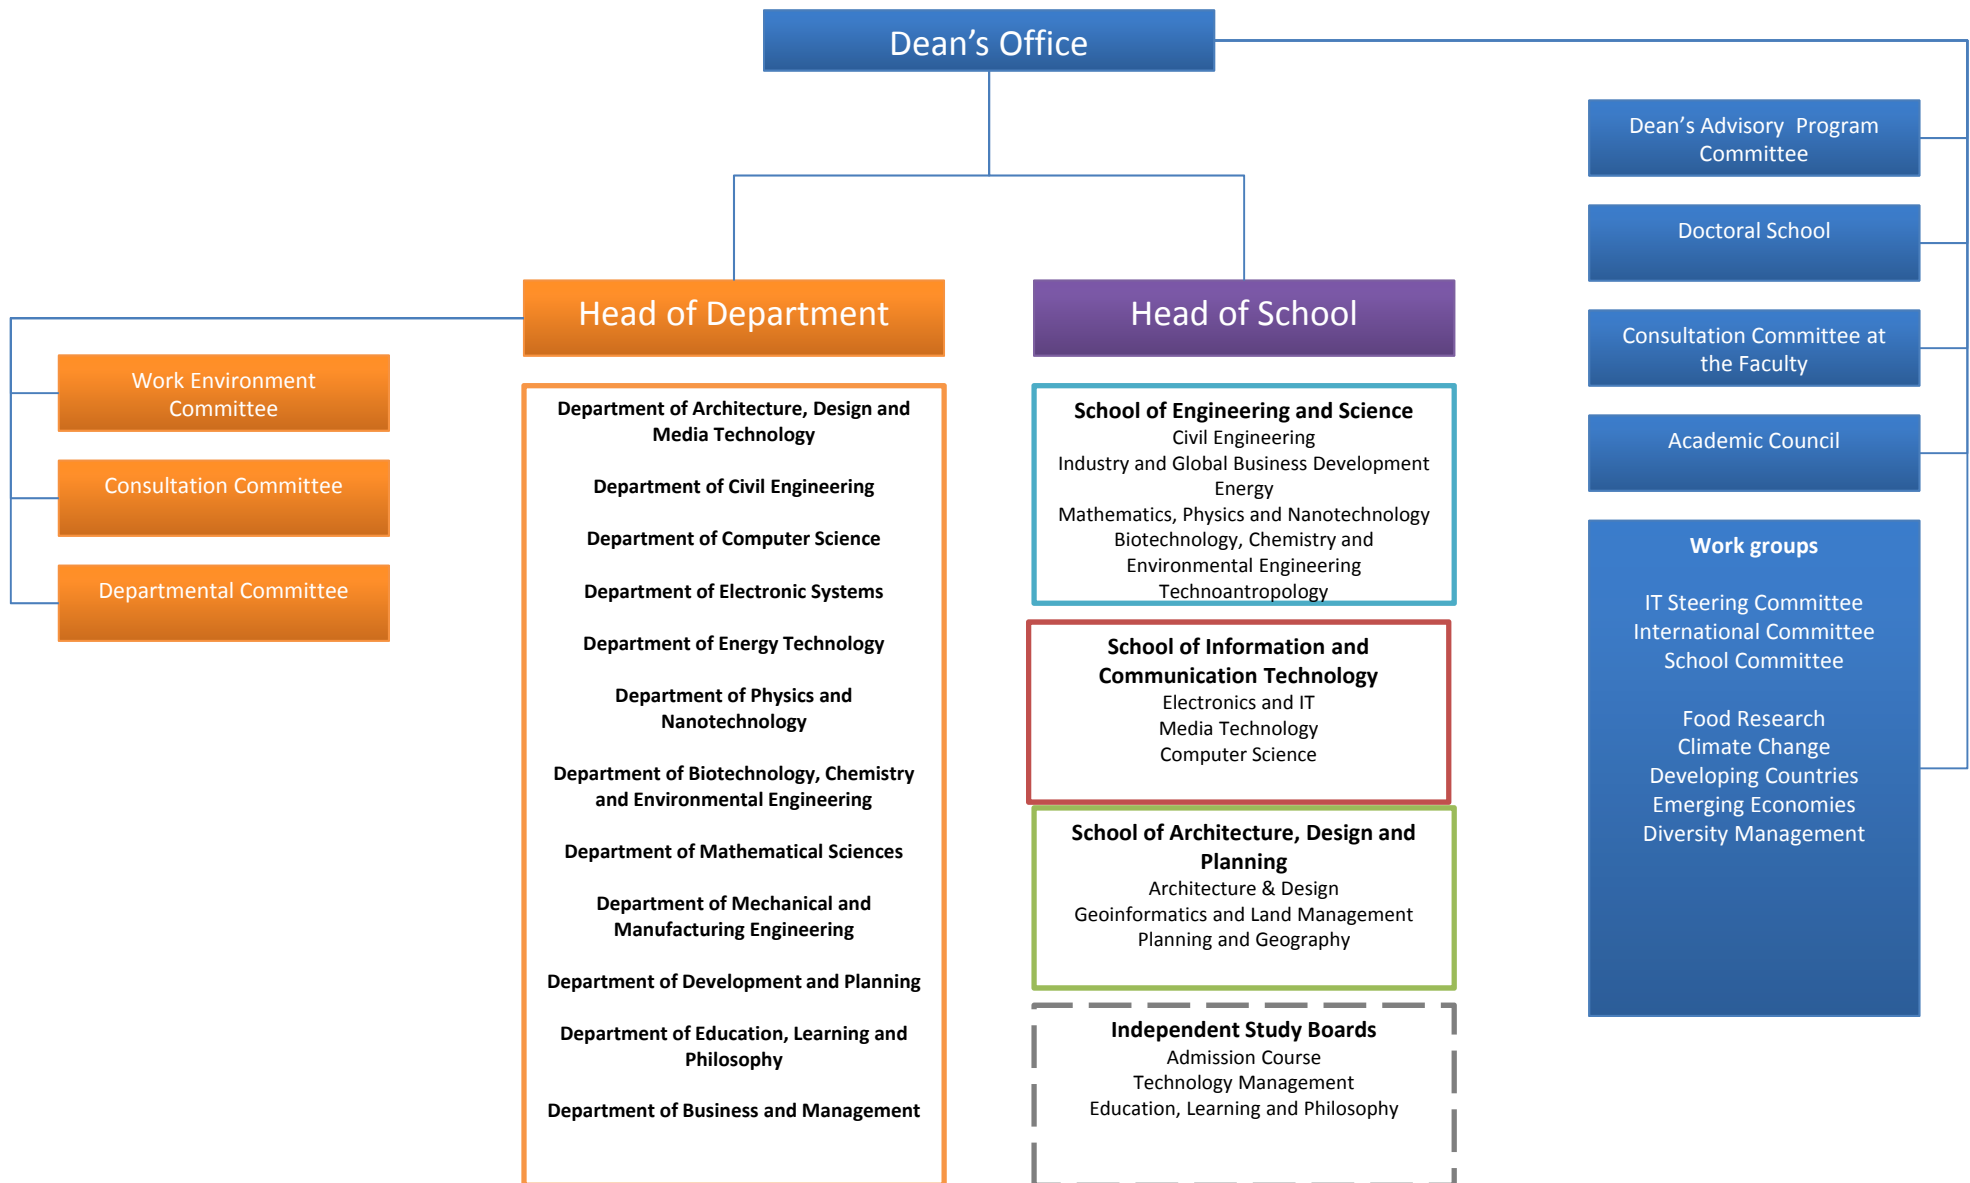 Dean’s Office
Dean’s Advisory Program
Committee
Doctoral School
Consultation Committee at
the Faculty
Academic Council
Work groups
IT Steering Committee
International Committee
School Committee
Food Research
Climate Change
Developing Countries
Emerging Economies
Diversity Management
Head of Department
Work Environment
Committee
Consultation Committee
Departmental Committee
Department of Architecture, Design and
Media Technology
Department of Civil Engineering
Department of Computer Science
Department of Electronic Systems
Department of Energy Technology
Department of Physics and
Nanotechnology
Department of Biotechnology, Chemistry
and Environmental Engineering
Department of Mathematical Sciences
Department of Mechanical and
Manufacturing Engineering
Department of Development and Planning
Department of Education, Learning and
Philosophy
Department of Business and Management
Head of School
School of Engineering and Science
Civil Engineering
Industry and Global Business Development
Energy
Mathematics, Physics and Nanotechnology
Biotechnology, Chemistry and
Environmental Engineering
Technoantropology
School of Information and
Communication Technology
Electronics and IT
Media Technology
Computer Science
School of Architecture, Design and
Planning
Architecture & Design
Geoinformatics and Land Management
Planning and Geography
Independent Study Boards
Admission Course
Technology Management
Education, Learning and Philosophy